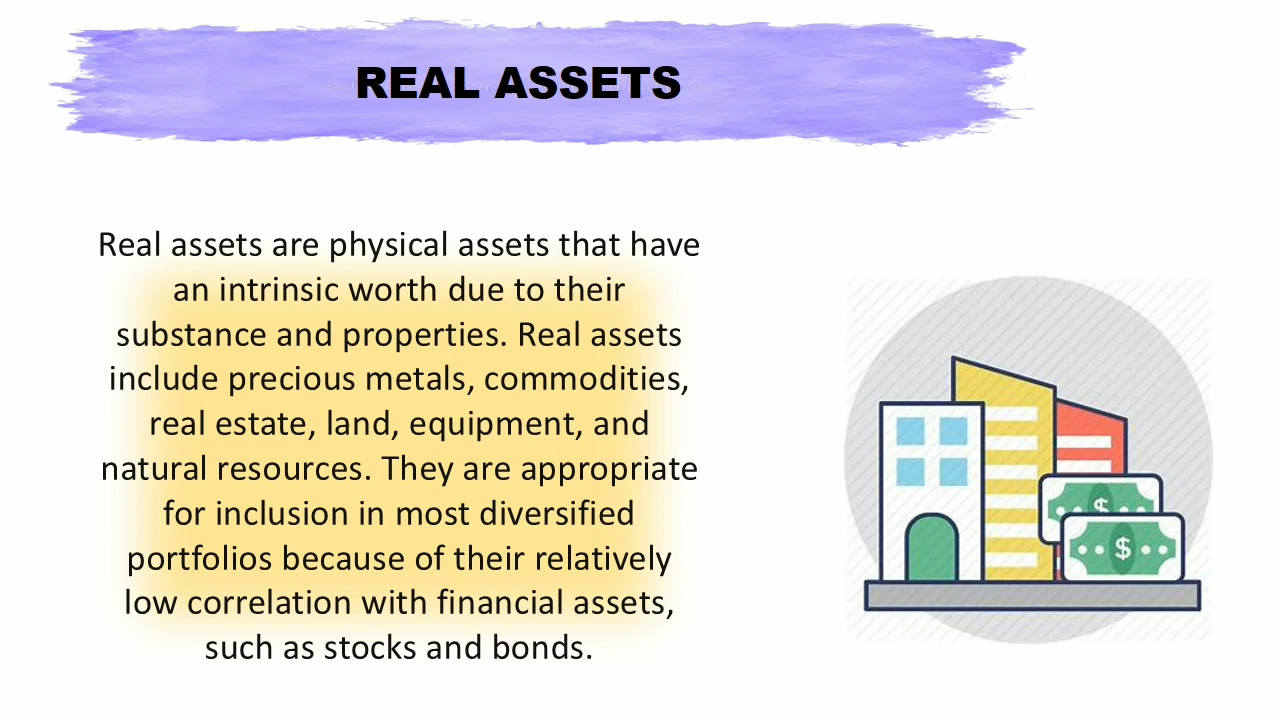 REAL ASSETS
Real assets are physical assets that have
an intrinsic worth due to their
substance and properties. Real assets
include precious metals, commodities,
real estate, land, equipment, and
natural resources. They are appropriate
for inclusion in most diversified
portfolios because of their relatively
low correlation with financial assets,
such as stocks and bonds.
$
$